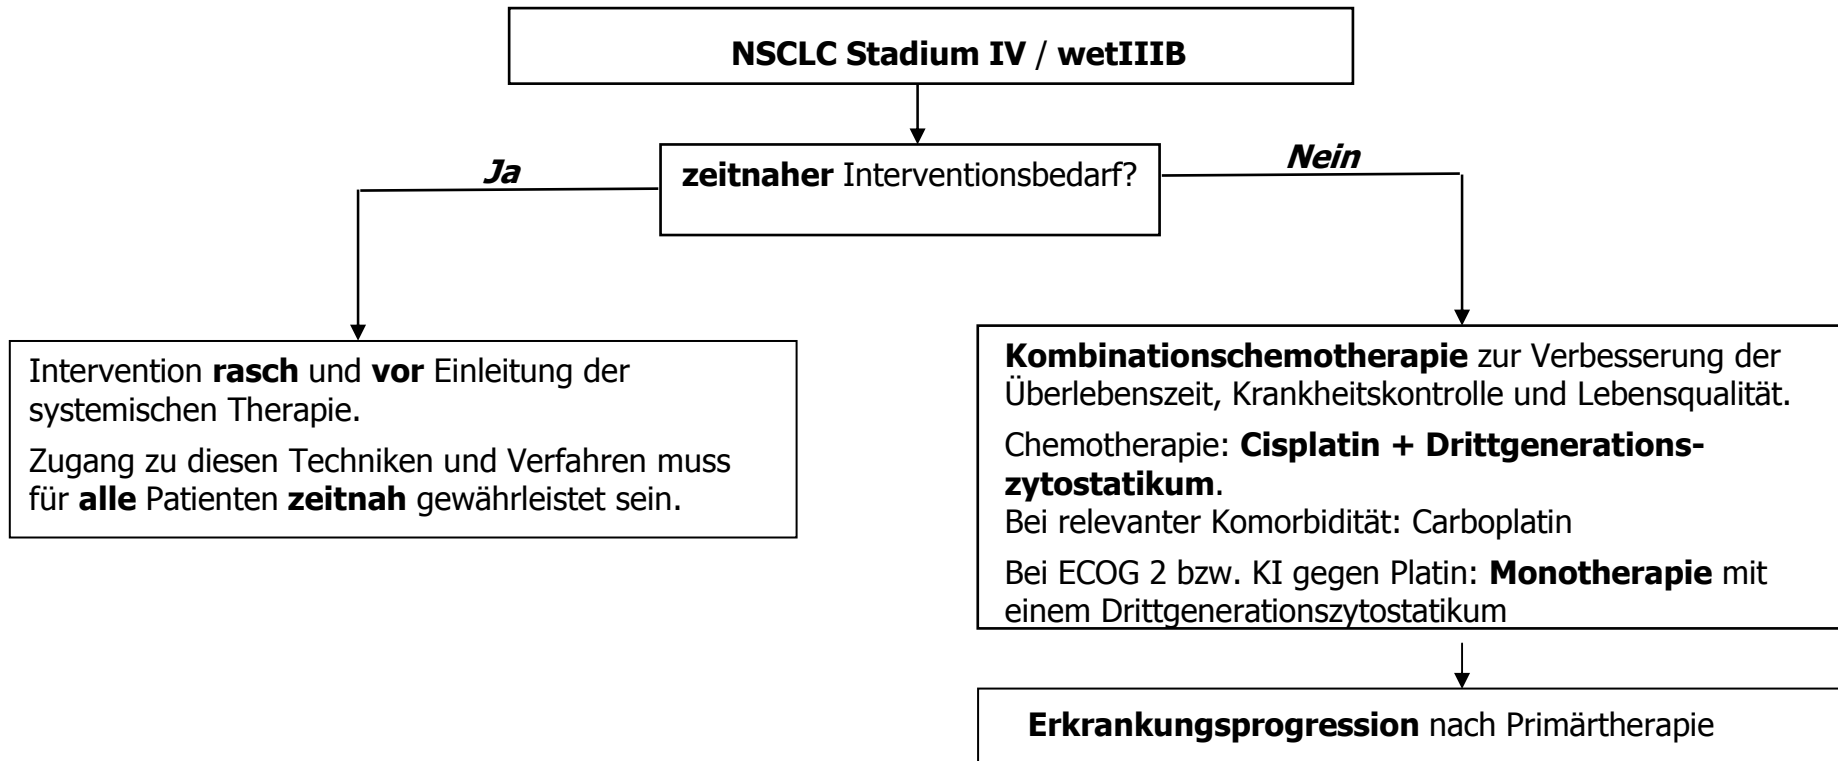 NSCLC Stadium IV / wetIIIB
zeitnaher Interventionsbedarf?
Ja
Nein
Intervention rasch und vor Einleitung der
systemischen Therapie.
Zugang zu diesen Techniken und Verfahren muss
für alle Patienten zeitnah gewährleistet sein.
Kombinationschemotherapie zur Verbesserung der
Überlebenszeit, Krankheitskontrolle und Lebensqualität.
Chemotherapie: Cisplatin + Drittgenerations-
zytostatikum.
Bei relevanter Komorbidität: Carboplatin
Bei ECOG 2 bzw. KI gegen Platin: Monotherapie mit
einem Drittgenerationszytostatikum
Erkrankungsprogression nach Primärtherapie